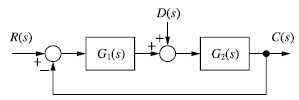 D(s)
R(s) C(s)
+ − G₁(s) + + G₂(s)